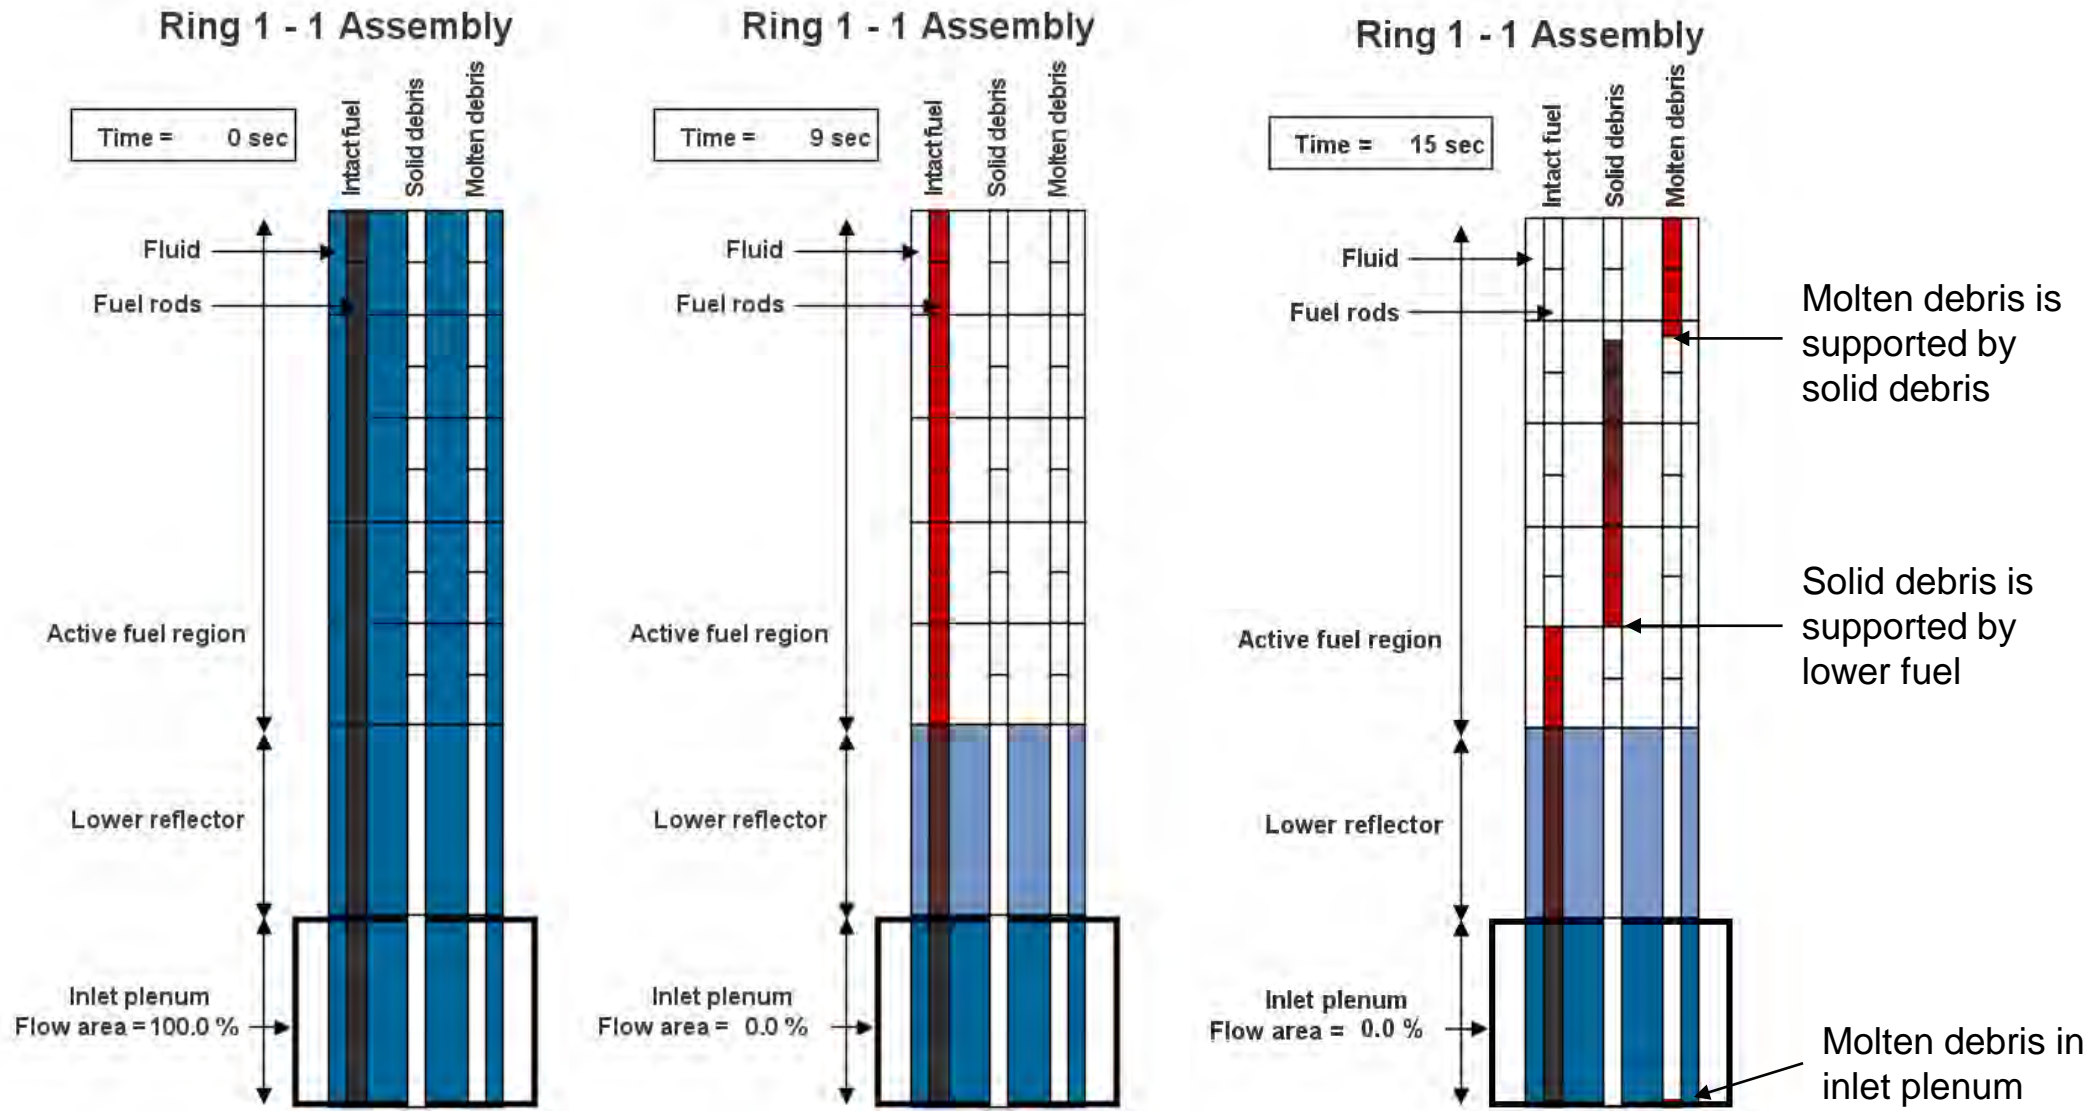 Ring 1 - 1 Assembly
Time = 0 sec
Intact fuel
Solid debris
Molten debris
Fluid
Fuel rods
Active fuel region
Lower reflector
Inlet plenum
Flow area = 100.0 %
Ring 1 - 1 Assembly
Time = 9 sec
Intact fuel
Solid debris
Molten debris
Fluid
Fuel rods
Active fuel region
Lower reflector
Inlet plenum
Flow area = 0.0 %
Ring 1 - 1 Assembly
Time = 15 sec
Intact fuel
Solid debris
Molten debris
Fluid
Fuel rods
Active fuel region
Lower reflector
Inlet plenum
Flow area = 0.0 %
Molten debris is
supported by
solid debris
Solid debris is
supported by
lower fuel
Molten debris in
inlet plenum